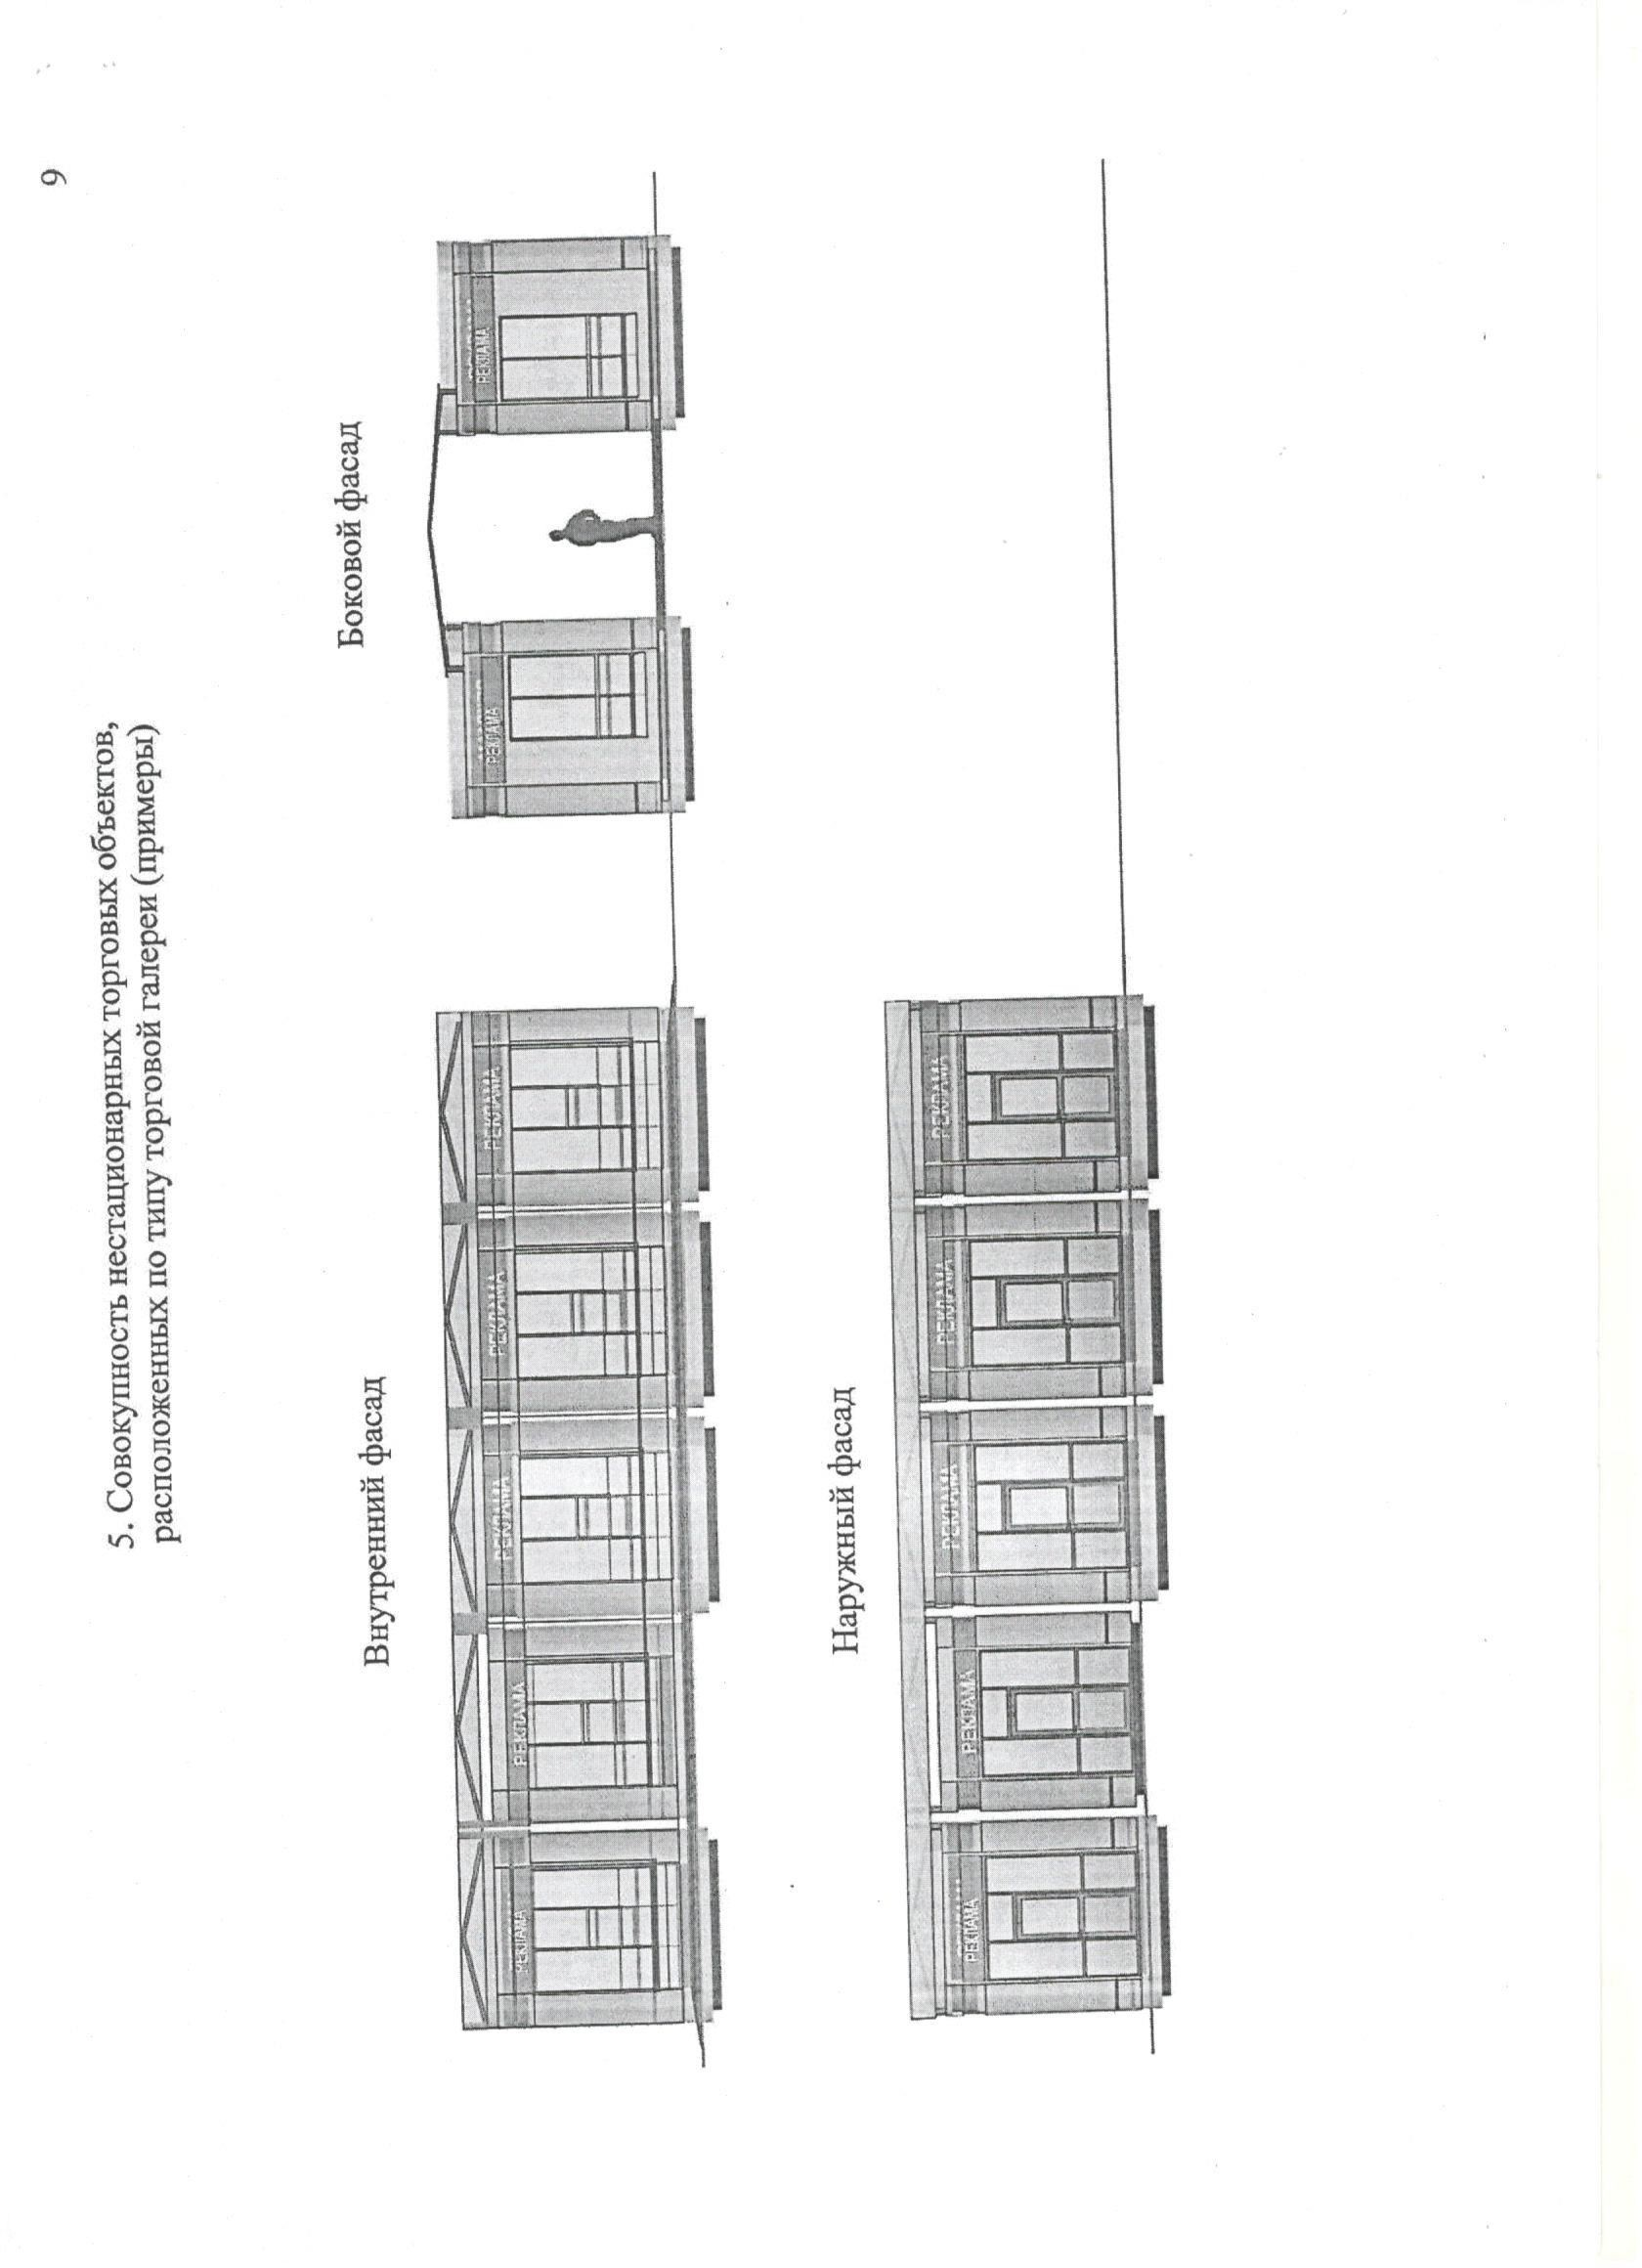 9
5. Совокупность нестационарных торговых объектов,
расположенных по типу торговой галереи (примеры)
Внутренний фасад
Боковой фасад
РЕКЛАМА
РЕКЛАМА
РЕКЛАМА
РЕКЛАМА
РЕКЛАМА
РЕКЛАМА
РЕКЛАМА
Наружный фасад
РЕКЛАМА
РЕКЛАМА
РЕКЛАМА
РЕКЛАМА
РЕКЛАМА